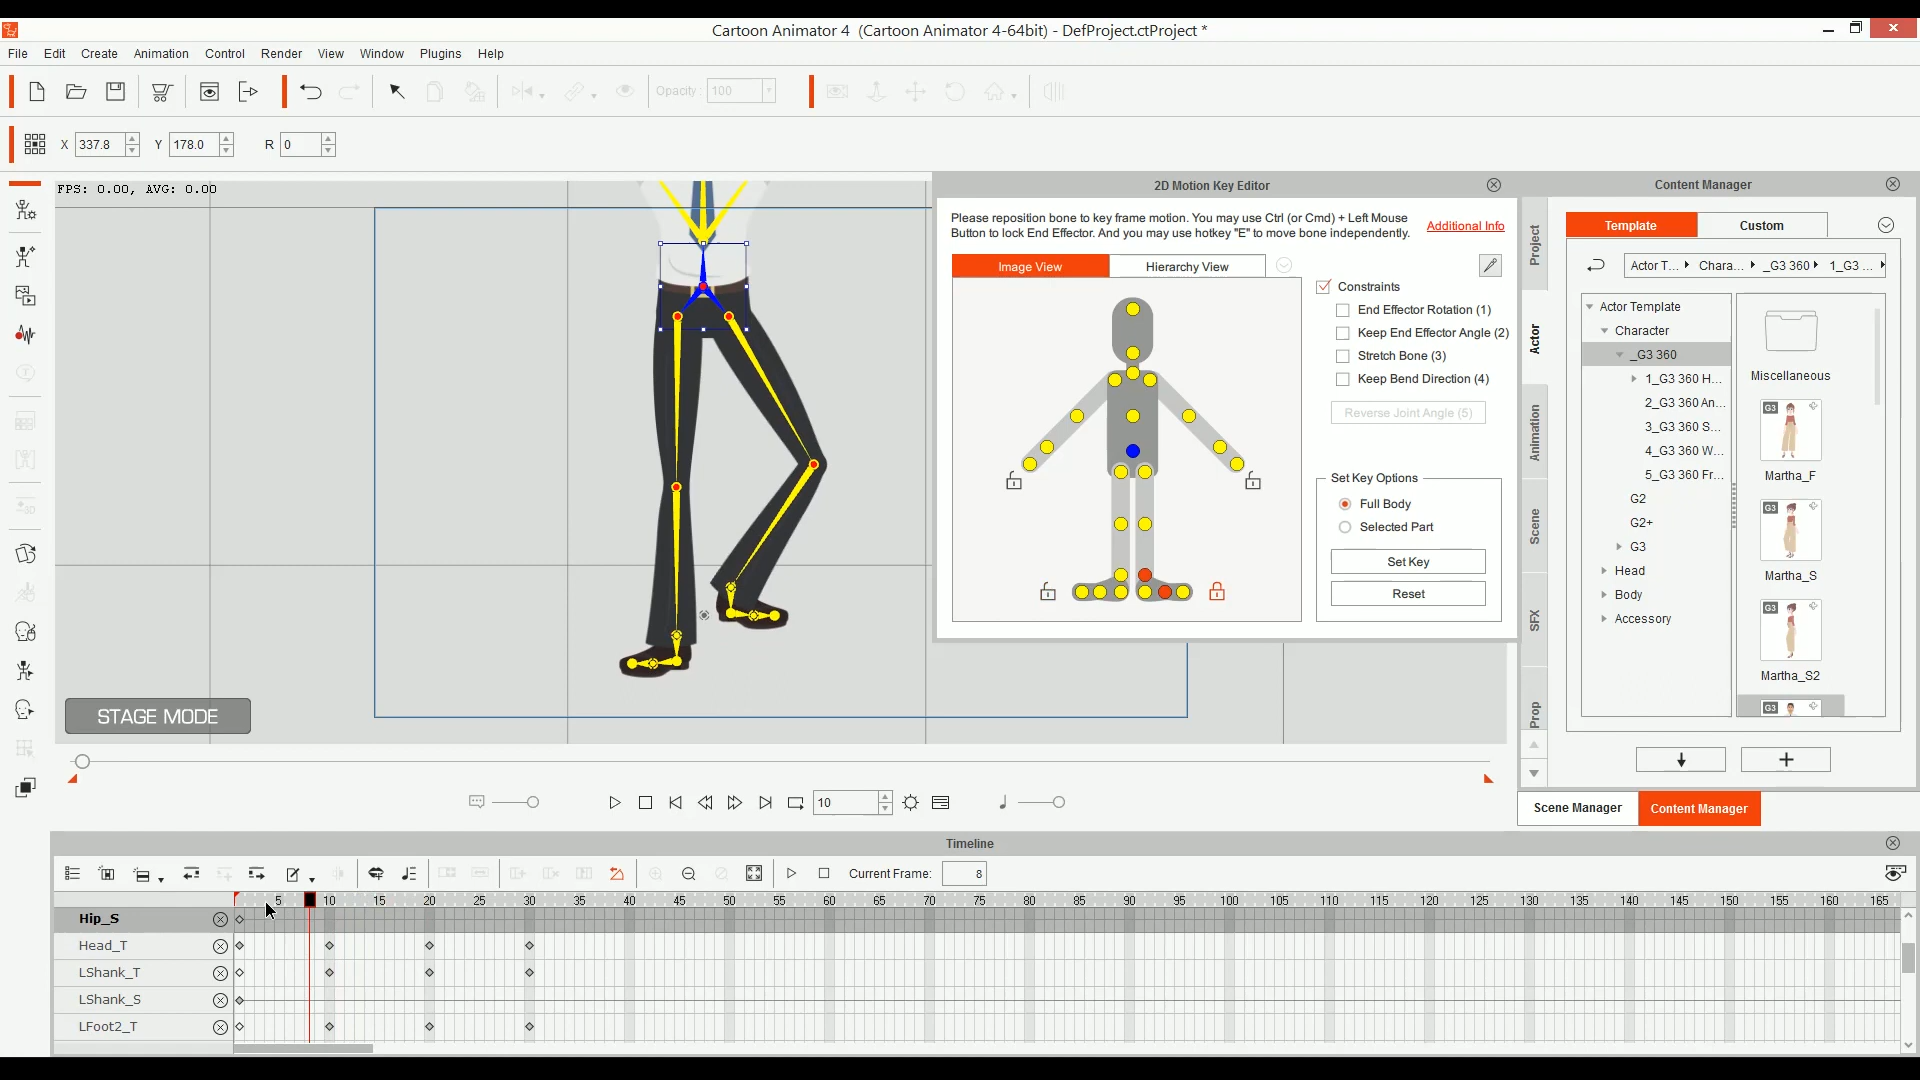 Cartoon Animator 4 (Cartoon Animator 4-64bit) - DefProject.ctProject *
File Edit Create Animation Control Render View Window Plugins Help
Opacity : 100
X 337.8 Y 178.0 R 0
FPS: 0.00, AVG: 0.00
STAGE MODE
2D Motion Key Editor
Please reposition bone to key frame motion. You may use Ctrl (or Cmd) + Left Mouse
Button to lock End Effector. And you may use hotkey "E" to move bone independently.
Additional Info
Image View Hierarchy View
Constraints
End Effector Rotation (1)
Keep End Effector Angle (2)
Stretch Bone (3)
Keep Bend Direction (4)
Reverse Joint Angle (5)
Set Key Options
Full Body
Selected Part
Set Key
Reset
Project
Actor
Animation
Scene
SFX
Prop
Content Manager
Template Custom
Actor T... Chara... _G3 360 1_G3 ...
Actor Template
Character
_G3 360
1_G3 360 H...
2_G3 360 An...
3_G3 360 S...
4_G3 360 W...
5_G3 360 Fr...
G2
G2+
G3
Head
Body
Accessory
Miscellaneous
G3
Martha_F
G3
Martha_S
G3
Martha_S2
G3
Scene Manager Content Manager
10
Timeline
Current Frame: 8
5 10 15 20 25 30 35 40 45 50 55 60 65 70 75 80 85 90 95 100 105 110 115 120 125 130 135 140 145 150 155 160 165
Hip_S
Head_T
LShank_T
LShank_S
LFoot2_T